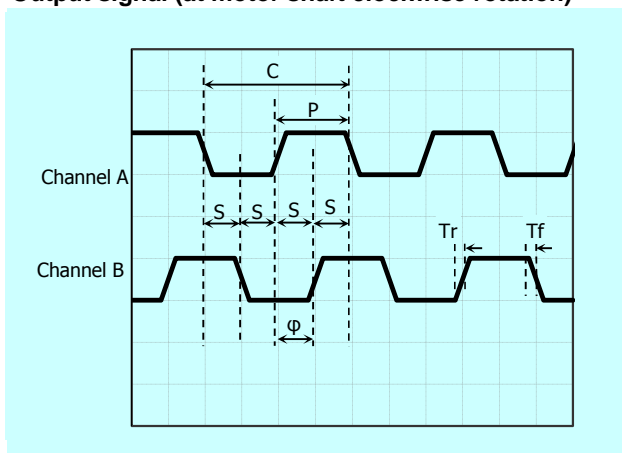 Output signal (at motor shaft clockwise rotation)
C
P
Channel A
S S S S
Tr Tf
Channel B
φ